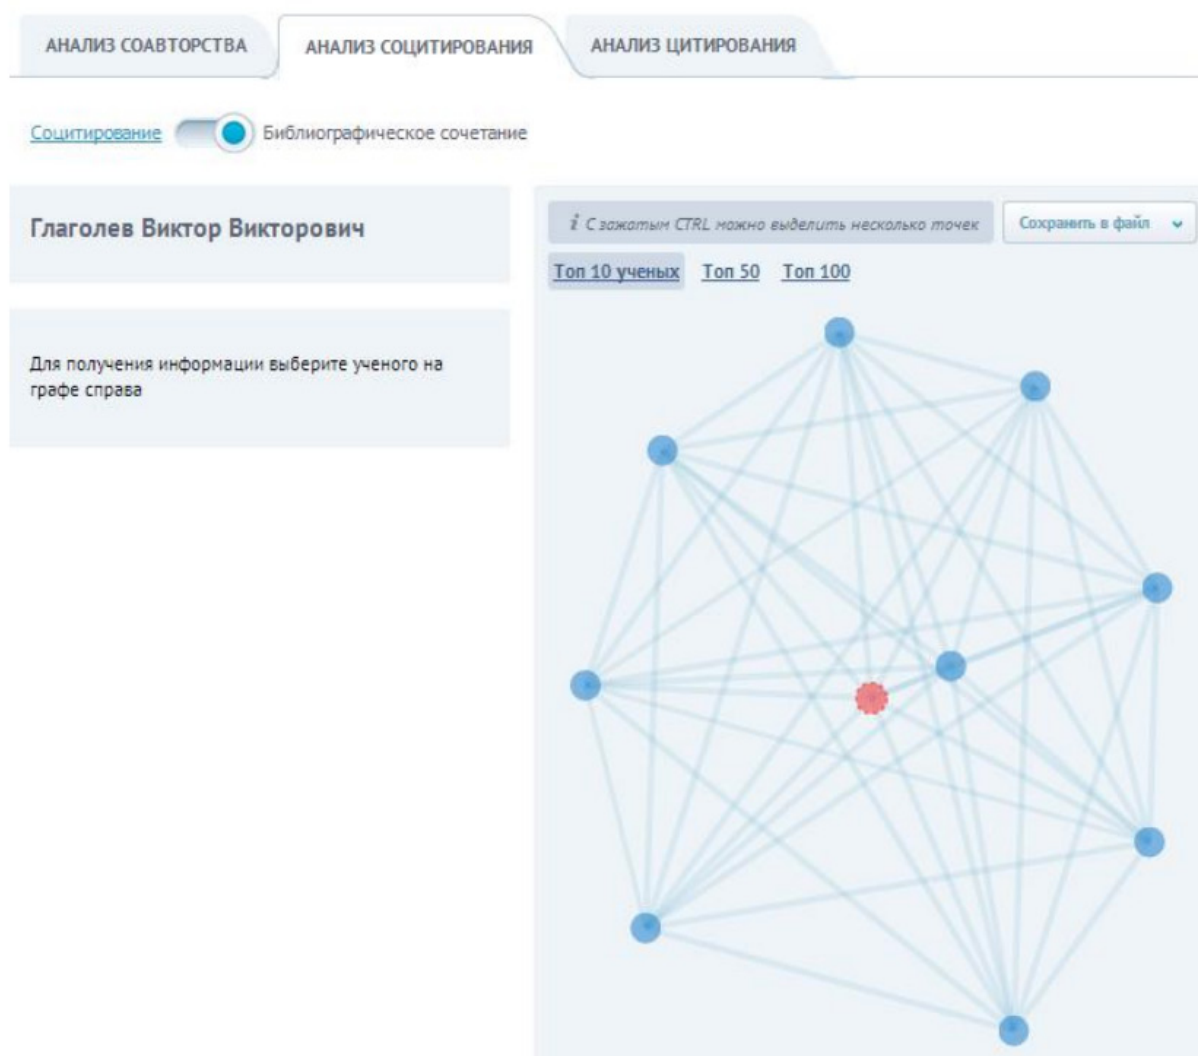 АНАЛИЗ СОАВТОРСТВА
АНАЛИЗ СОЦИТИРОВАНИЯ
АНАЛИЗ ЦИТИРОВАНИЯ
Социтирование
Библиографическое сочетание
Глаголев Виктор Викторович
Для получения информации выберите ученого на
графе справа
i С зажатым CTRL можно выделить несколько точек
Сохранить в файл
Топ 10 ученых Топ 50 Топ 100